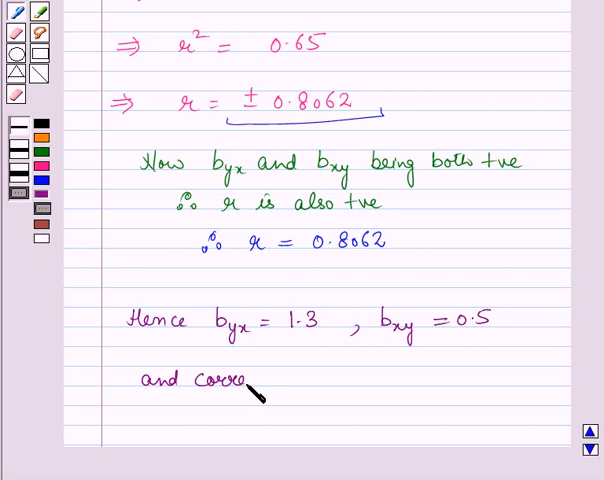 ⇒ r² = 0.65
⇒ r = ± 0.8062
Now byx and bxy being both +ve
∴ r is also +ve
∴ r = 0.8062
Hence byx = 1.3 , bxy = 0.5
and corre